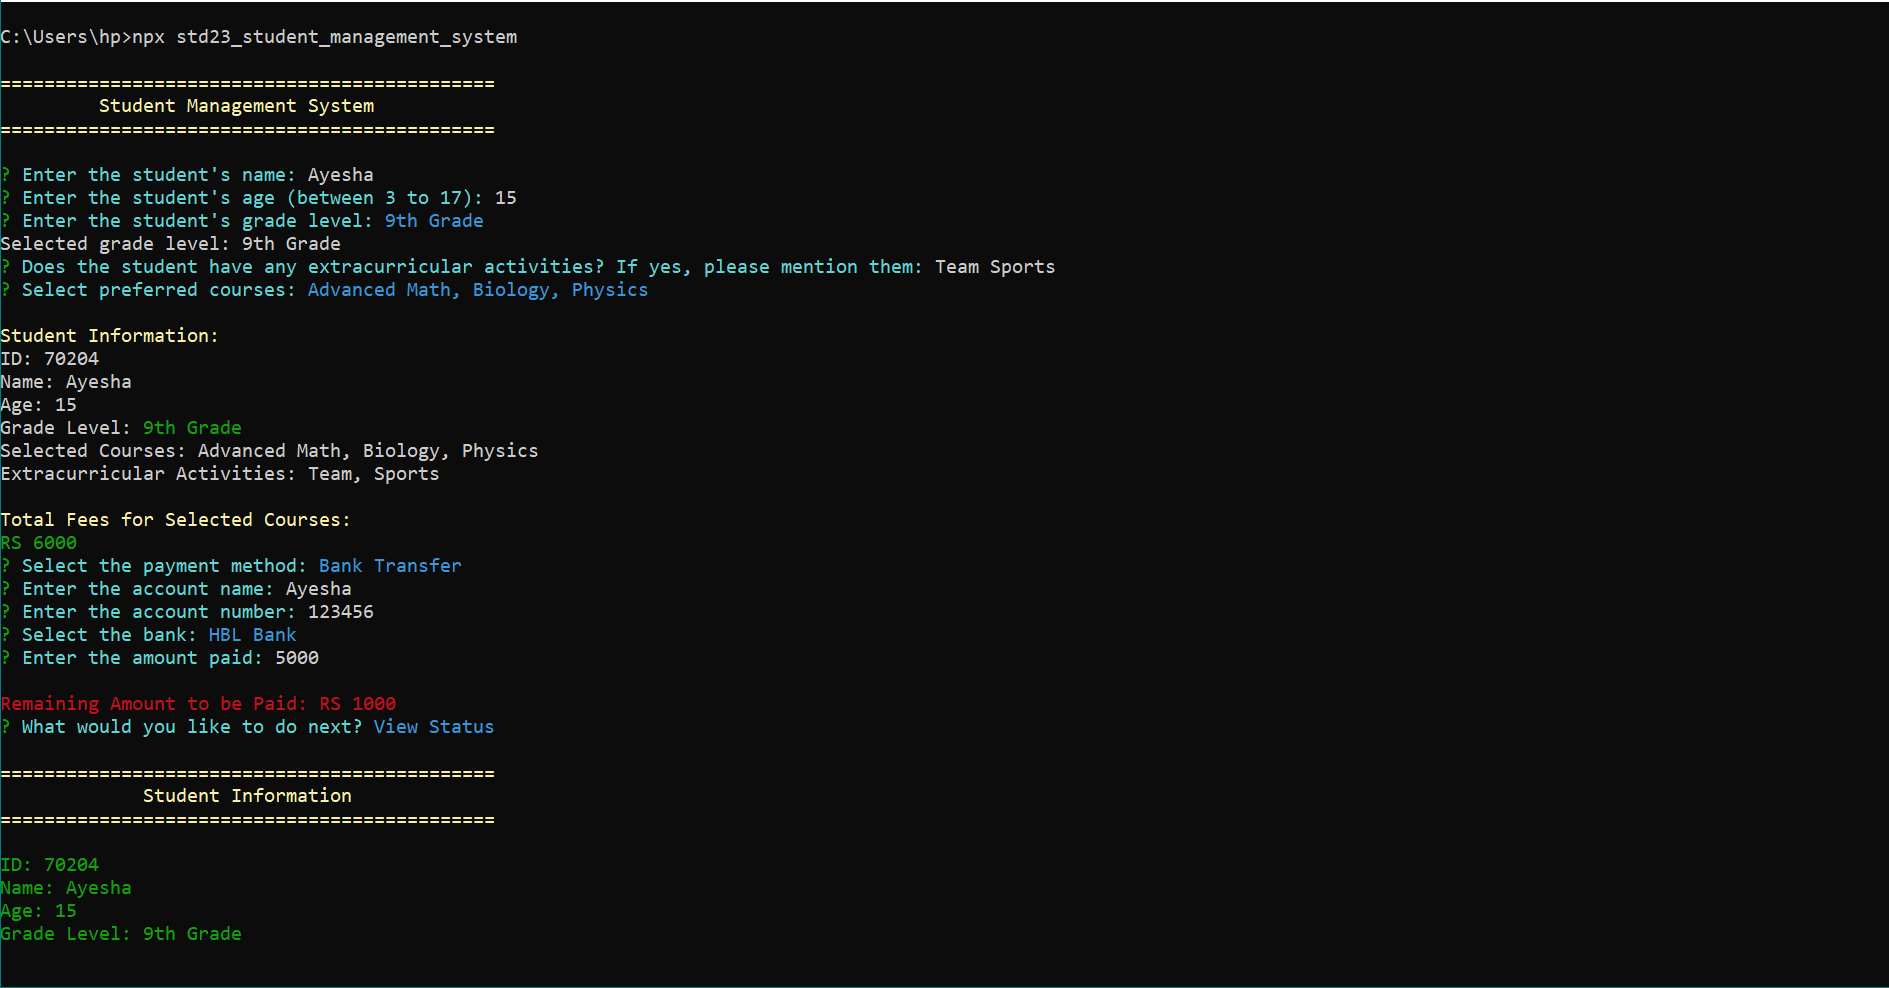 C:\Users\hp>npx std23_student_management_system
=============================================
Student Management System
=============================================
? Enter the student's name: Ayesha
? Enter the student's age (between 3 to 17): 15
? Enter the student's grade level: 9th Grade
Selected grade level: 9th Grade
? Does the student have any extracurricular activities? If yes, please mention them: Team Sports
? Select preferred courses: Advanced Math, Biology, Physics
Student Information:
ID: 70204
Name: Ayesha
Age: 15
Grade Level: 9th Grade
Selected Courses: Advanced Math, Biology, Physics
Extracurricular Activities: Team, Sports
Total Fees for Selected Courses:
RS 6000
? Select the payment method: Bank Transfer
? Enter the account name: Ayesha
? Enter the account number: 123456
? Select the bank: HBL Bank
? Enter the amount paid: 5000
Remaining Amount to be Paid: RS 1000
? What would you like to do next? View Status
=============================================
Student Information
=============================================
ID: 70204
Name: Ayesha
Age: 15
Grade Level: 9th Grade